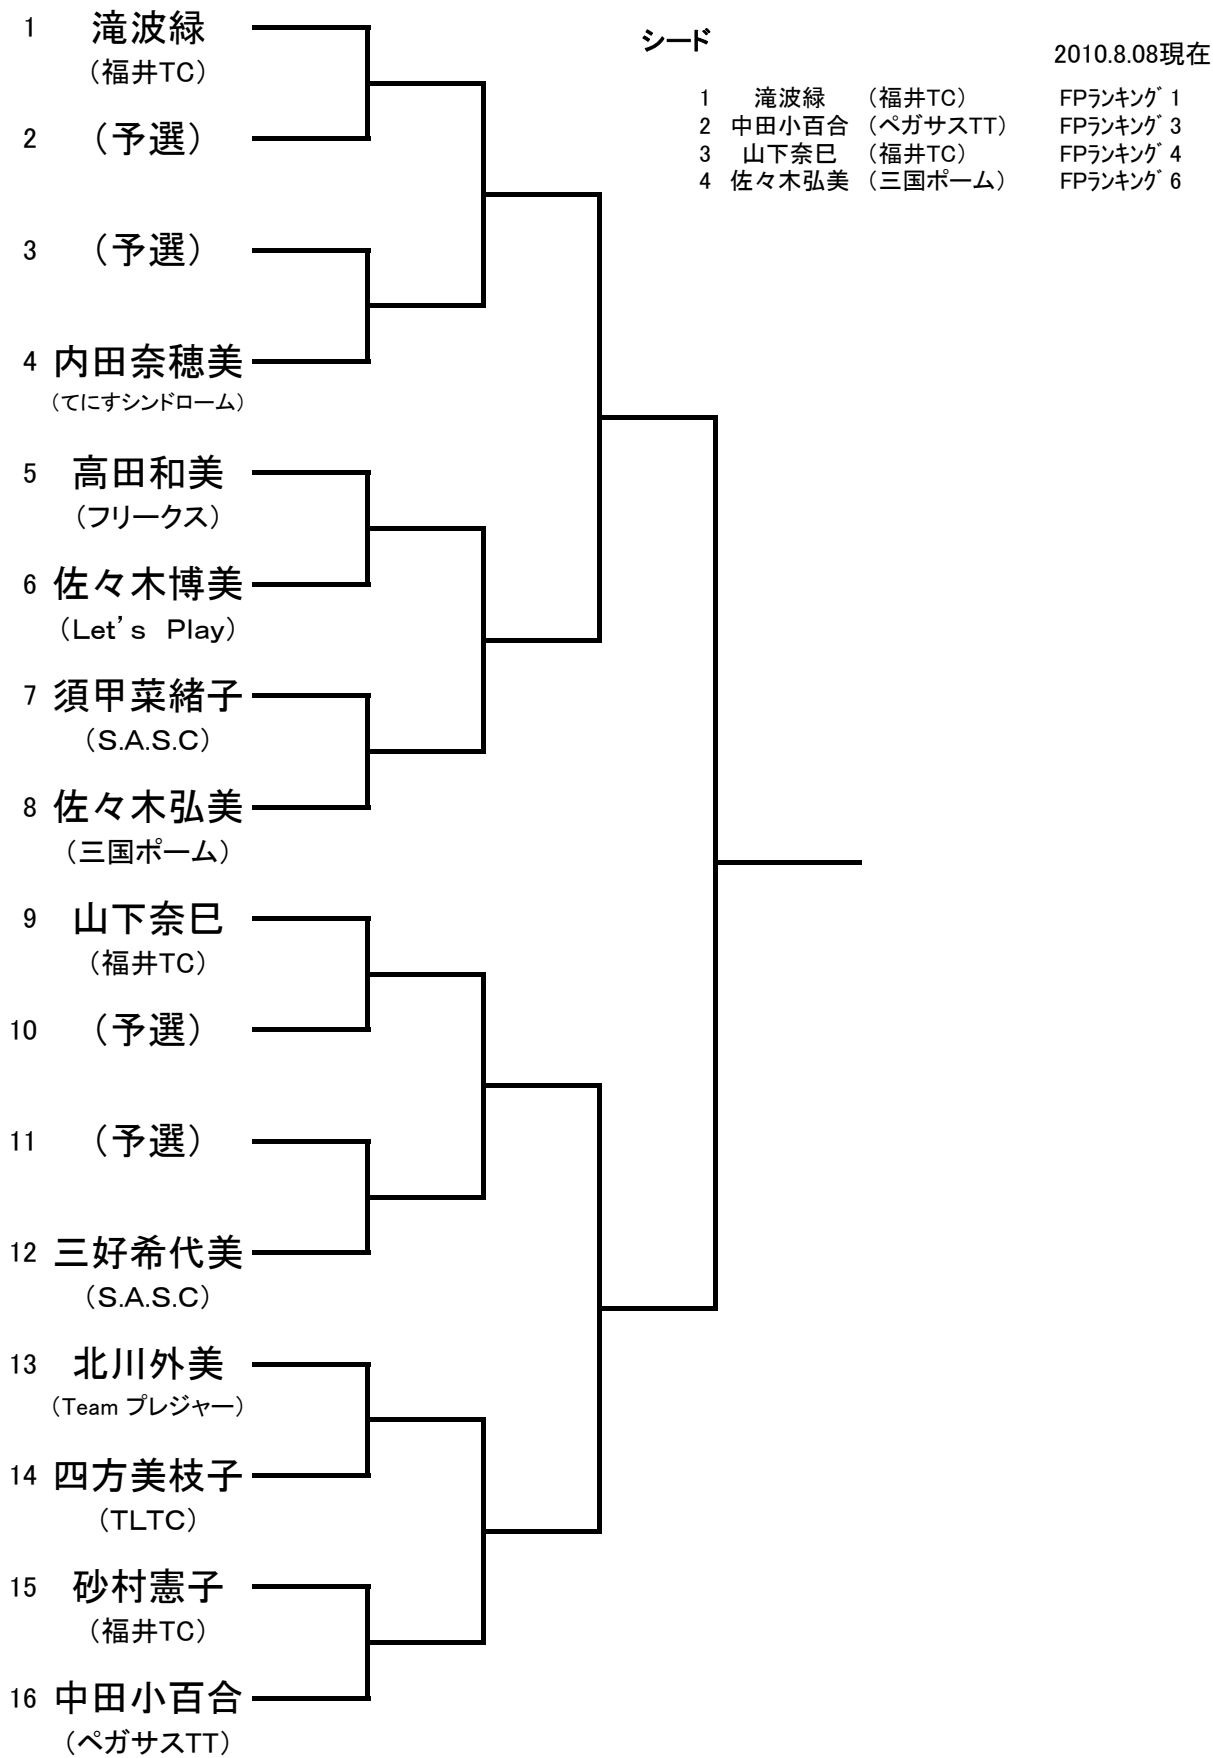 シード
2010.8.08現在
1 滝波緑 （福井TC） FPﾗﾝｷﾝｸﾞ 1
2 中田小百合 （ペガサスTT） FPﾗﾝｷﾝｸﾞ 3
3 山下奈巳 （福井TC） FPﾗﾝｷﾝｸﾞ 4
4 佐々木弘美 （三国ポーム） FPﾗﾝｷﾝｸﾞ 6
1 滝波緑
（福井TC）
2 （予選）
3 （予選）
4 内田奈穂美
（てにすシンドローム）
5 高田和美
（フリークス）
6 佐々木博美
（Let’s Play）
7 須甲菜緒子
（S.A.S.C）
8 佐々木弘美
（三国ポーム）
9 山下奈巳
（福井TC）
10 （予選）
11 （予選）
12 三好希代美
（S.A.S.C）
13 北川外美
（Team プレジャー）
14 四方美枝子
（TLTC）
15 砂村憲子
（福井TC）
16 中田小百合
（ペガサスTT）